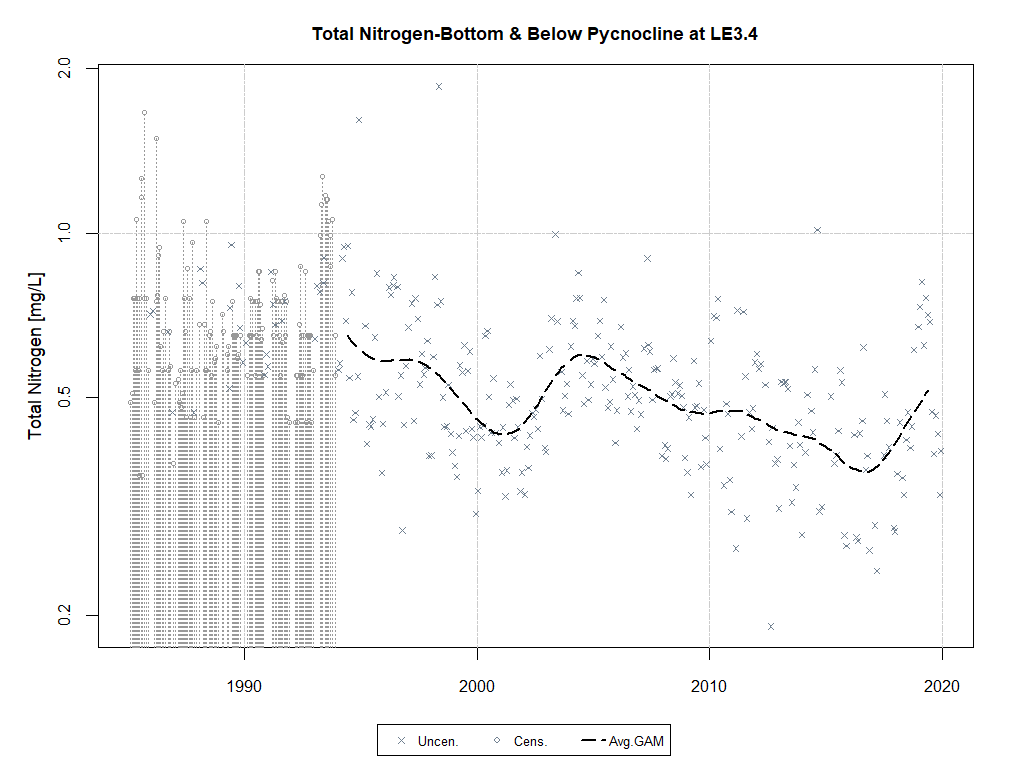 Total Nitrogen-Bottom & Below Pycnocline at LE3.4
Total Nitrogen [mg/L]
2.0
1.0
0.5
0.2
1990 2000 2010 2020
Uncen. Cens. Avg.GAM